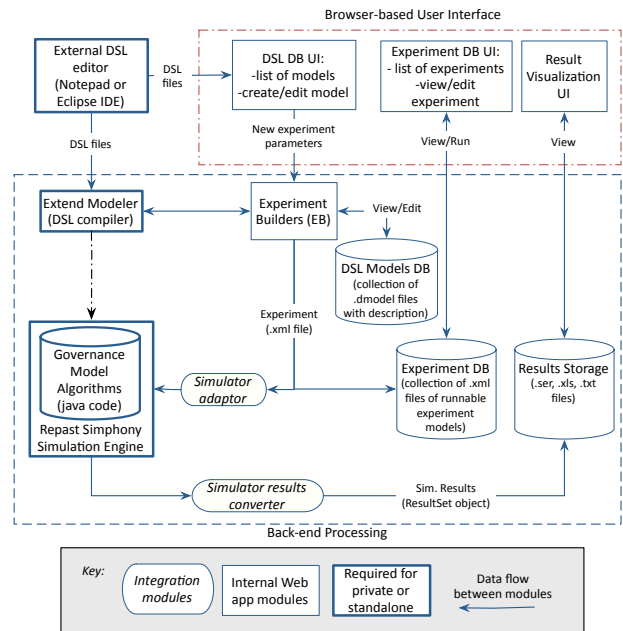 Browser-based User Interface
External DSL
editor
(Notepad or
Eclipse IDE)
DSL
files
DSL DB UI:
-list of models
-create/edit model
Experiment DB UI:
- list of experiments
-view/edit
experiment
Result
Visualization
UI
DSL files
New experiment
parameters
View/Run
View
Extend Modeler
(DSL compiler)
Experiment
Builders (EB)
View/Edit
DSL Models DB
(collection of
.dmodel files
with description)
Experiment
(.xml file)
Governance
Model
Algorithms
(java code)
Repast Simphony
Simulation Engine
Simulator
adaptor
Experiment DB
(collection of .xml
files of runnable
experiment
models)
Results Storage
(.ser, .xls, .txt
files)
Simulator results
converter
Sim. Results
(ResultSet object)
Back-end Processing
Key:
Integration
modules
Internal Web
app modules
Required for
private or
standalone
Data flow
between modules